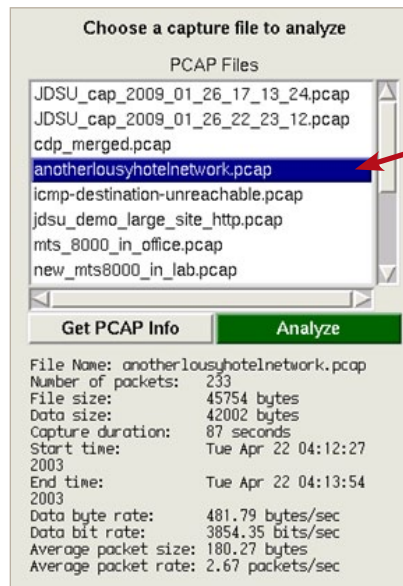 Choose a capture file to analyze
PCAP Files
JDSU_cap_2009_01_26_17_13_24.pcap
JDSU_cap_2009_01_26_22_23_12.pcap
cdp_merged.pcap
anotherlousyhotelnetwork.pcap
icmp-destination-unreachable.pcap
jdsu_demo_large_site_http.pcap
mts_8000_in_office.pcap
new_mts8000_in_lab.pcap
Get PCAP Info Analyze
File Name: anotherlousyhotelnetwork.pcap
Number of packets: 233
File size: 45754 bytes
Data size: 42002 bytes
Capture duration: 87 seconds
Start time: Tue Apr 22 04:12:27
2003
End time: Tue Apr 22 04:13:54
2003
Data byte rate: 481.79 bytes/sec
Data bit rate: 3854.35 bits/sec
Average packet size: 180.27 bytes
Average packet rate: 2.67 packets/sec